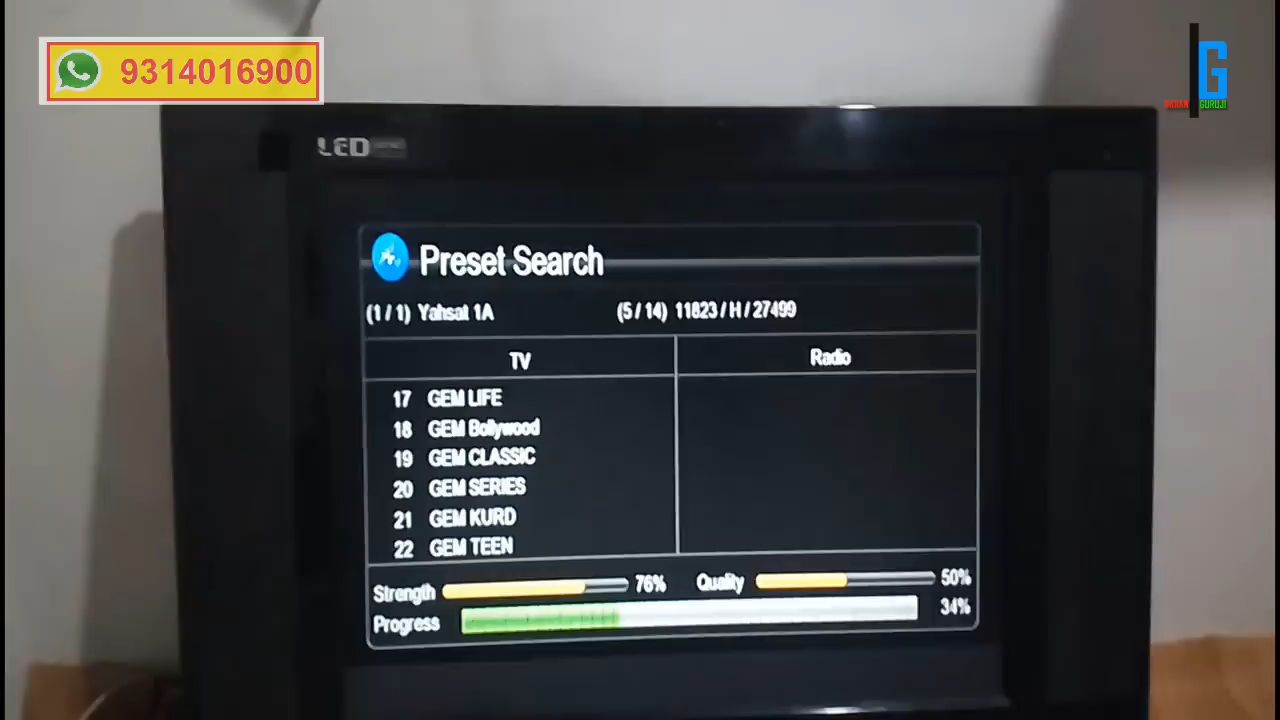 9314016900
INDIAN GURUJI
LED
Preset Search
(1 / 1) Yahsat 1A (5 / 14) 11823 / H / 27499
TV Radio
17 GEM LIFE
18 GEM Bollywood
19 GEM CLASSIC
20 GEM SERIES
21 GEM KURD
22 GEM TEEN
Strength 76% Quality 50%
Progress 34%